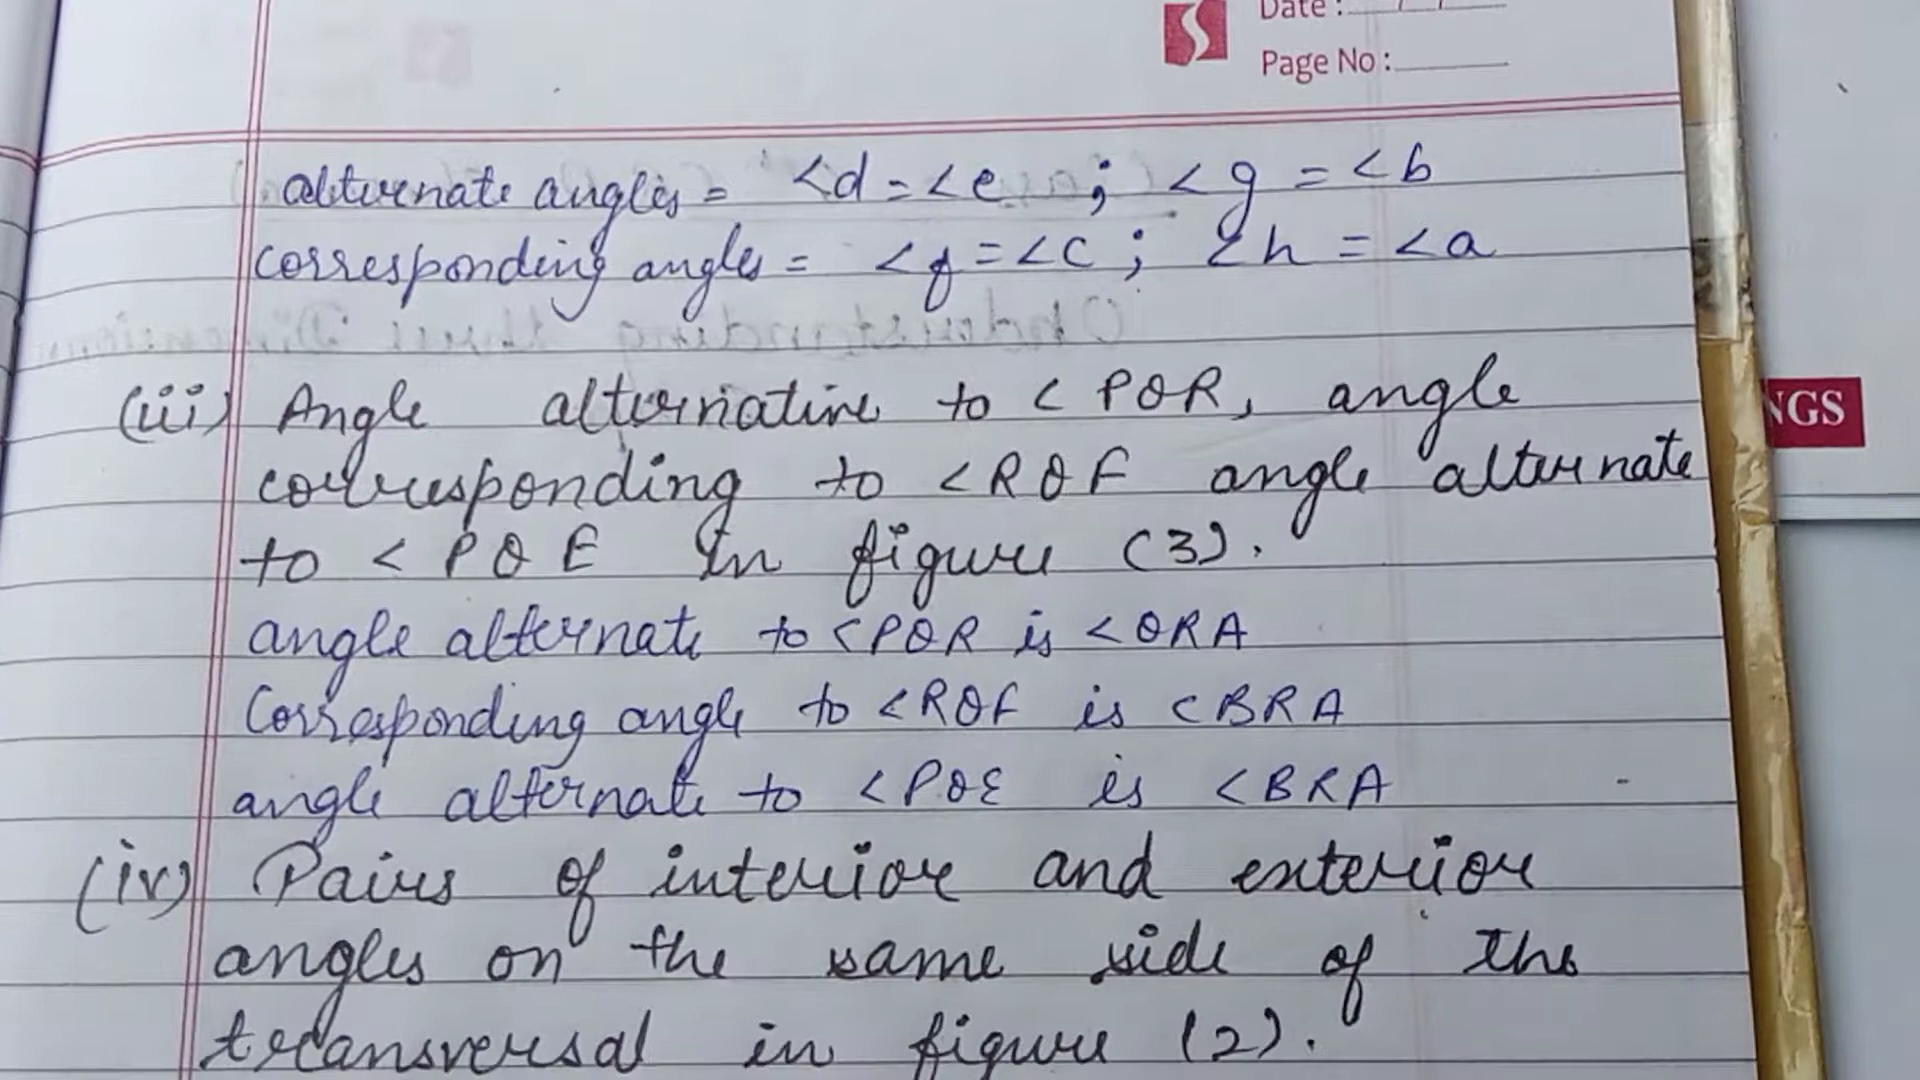 Date :
Page No :
alternate angles = <d = <e ; <g = <b
corresponding angles = <f = <c ; <h = <a
(iii) Angle alternative to < PQR, angle
corresponding to <RQF angle alternate
to < PQE In figure (3).
angle alternate to <PQR is <QRA
Corresponding angle to <RQF is <BRA
angle alternate to <PQE is <BRA
(iv) Pairs of interior and exterior
angles on the same side of the
transversal in figure (2).
NGS